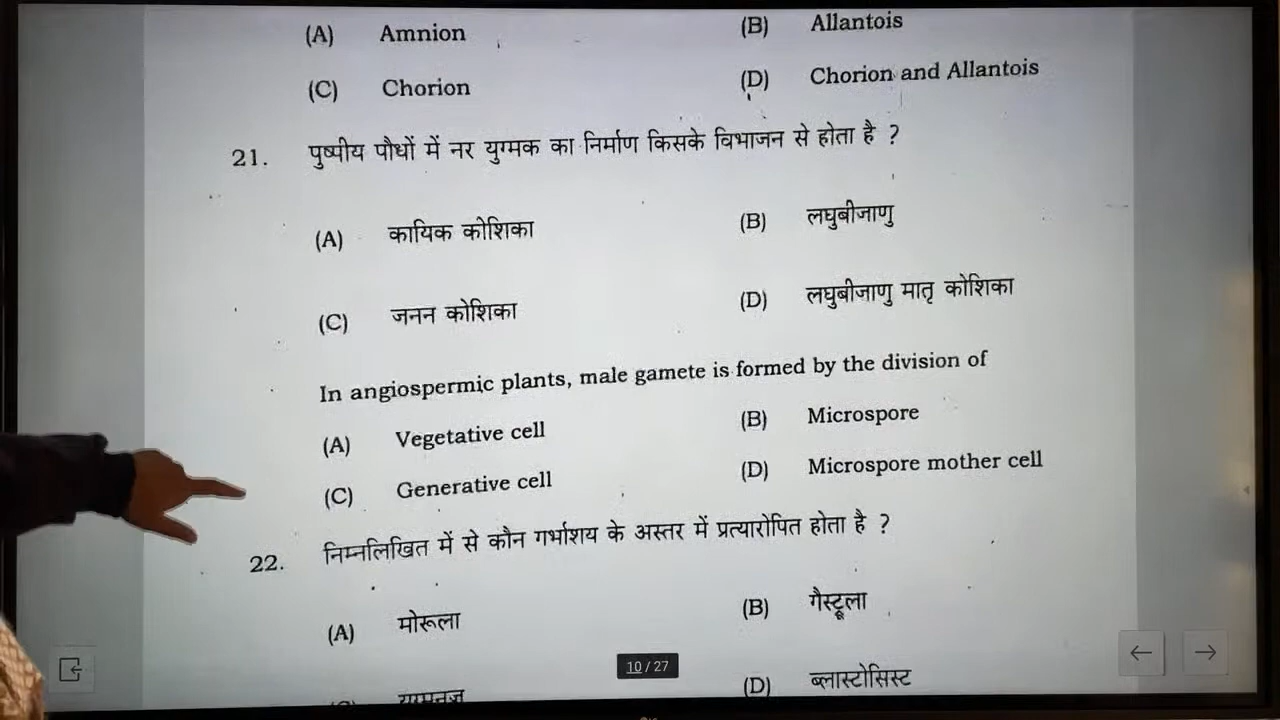 (A) Amnion (B) Allantois
(C) Chorion (D) Chorion and Allantois
21. पुष्पीय पौधों में नर युग्मक का निर्माण किसके विभाजन से होता है ?
(A) कायिक कोशिका (B) लघुबीजाणु
(C) जनन कोशिका (D) लघुबीजाणु मातृ कोशिका
In angiospermic plants, male gamete is formed by the division of
(A) Vegetative cell (B) Microspore
(C) Generative cell (D) Microspore mother cell
22. निम्नलिखित में से कौन गर्भाशय के अस्तर में प्रत्यारोपित होता है ?
(A) मोरूला (B) गैस्ट्रूला
(D) ब्लास्टोसिस्ट
10 / 27